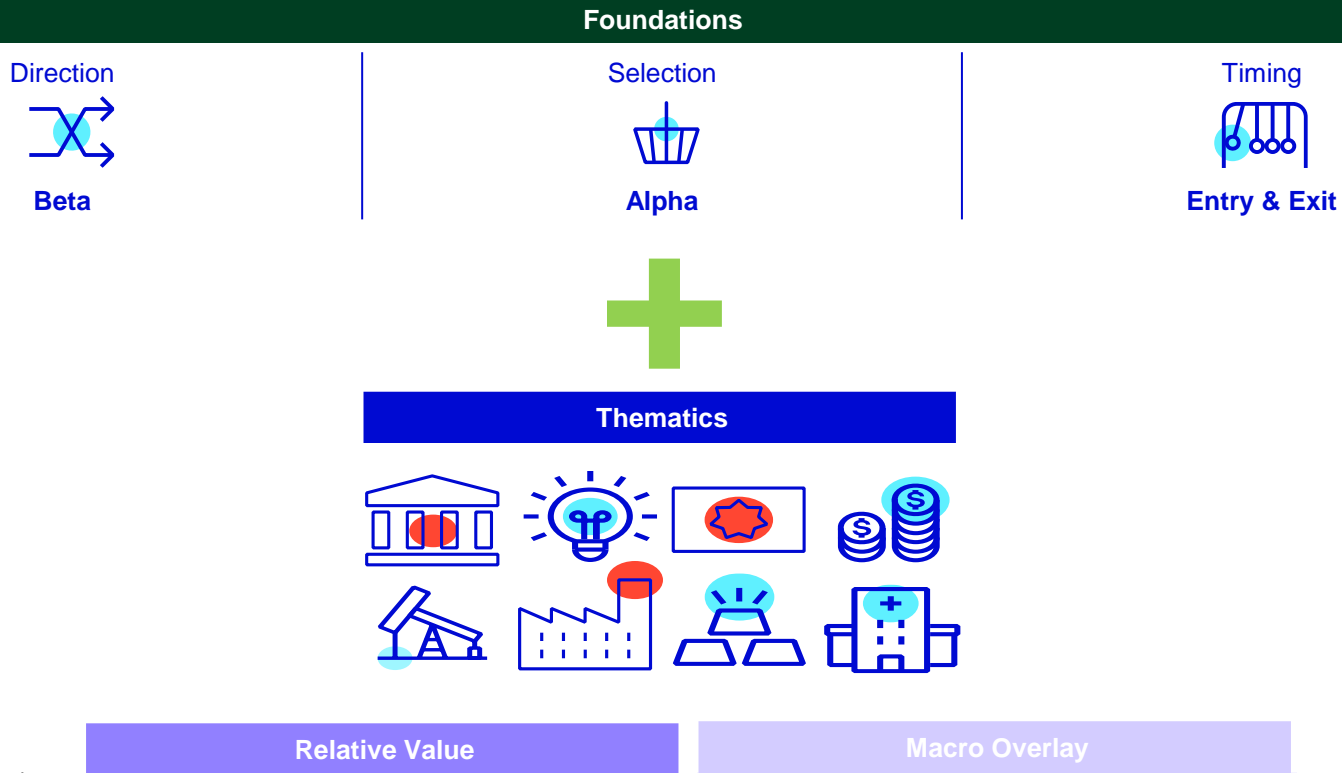 Foundations
Direction
Selection
Timing
Beta
Alpha
Entry & Exit
Thematics
$
$
Relative Value
Macro Overlay